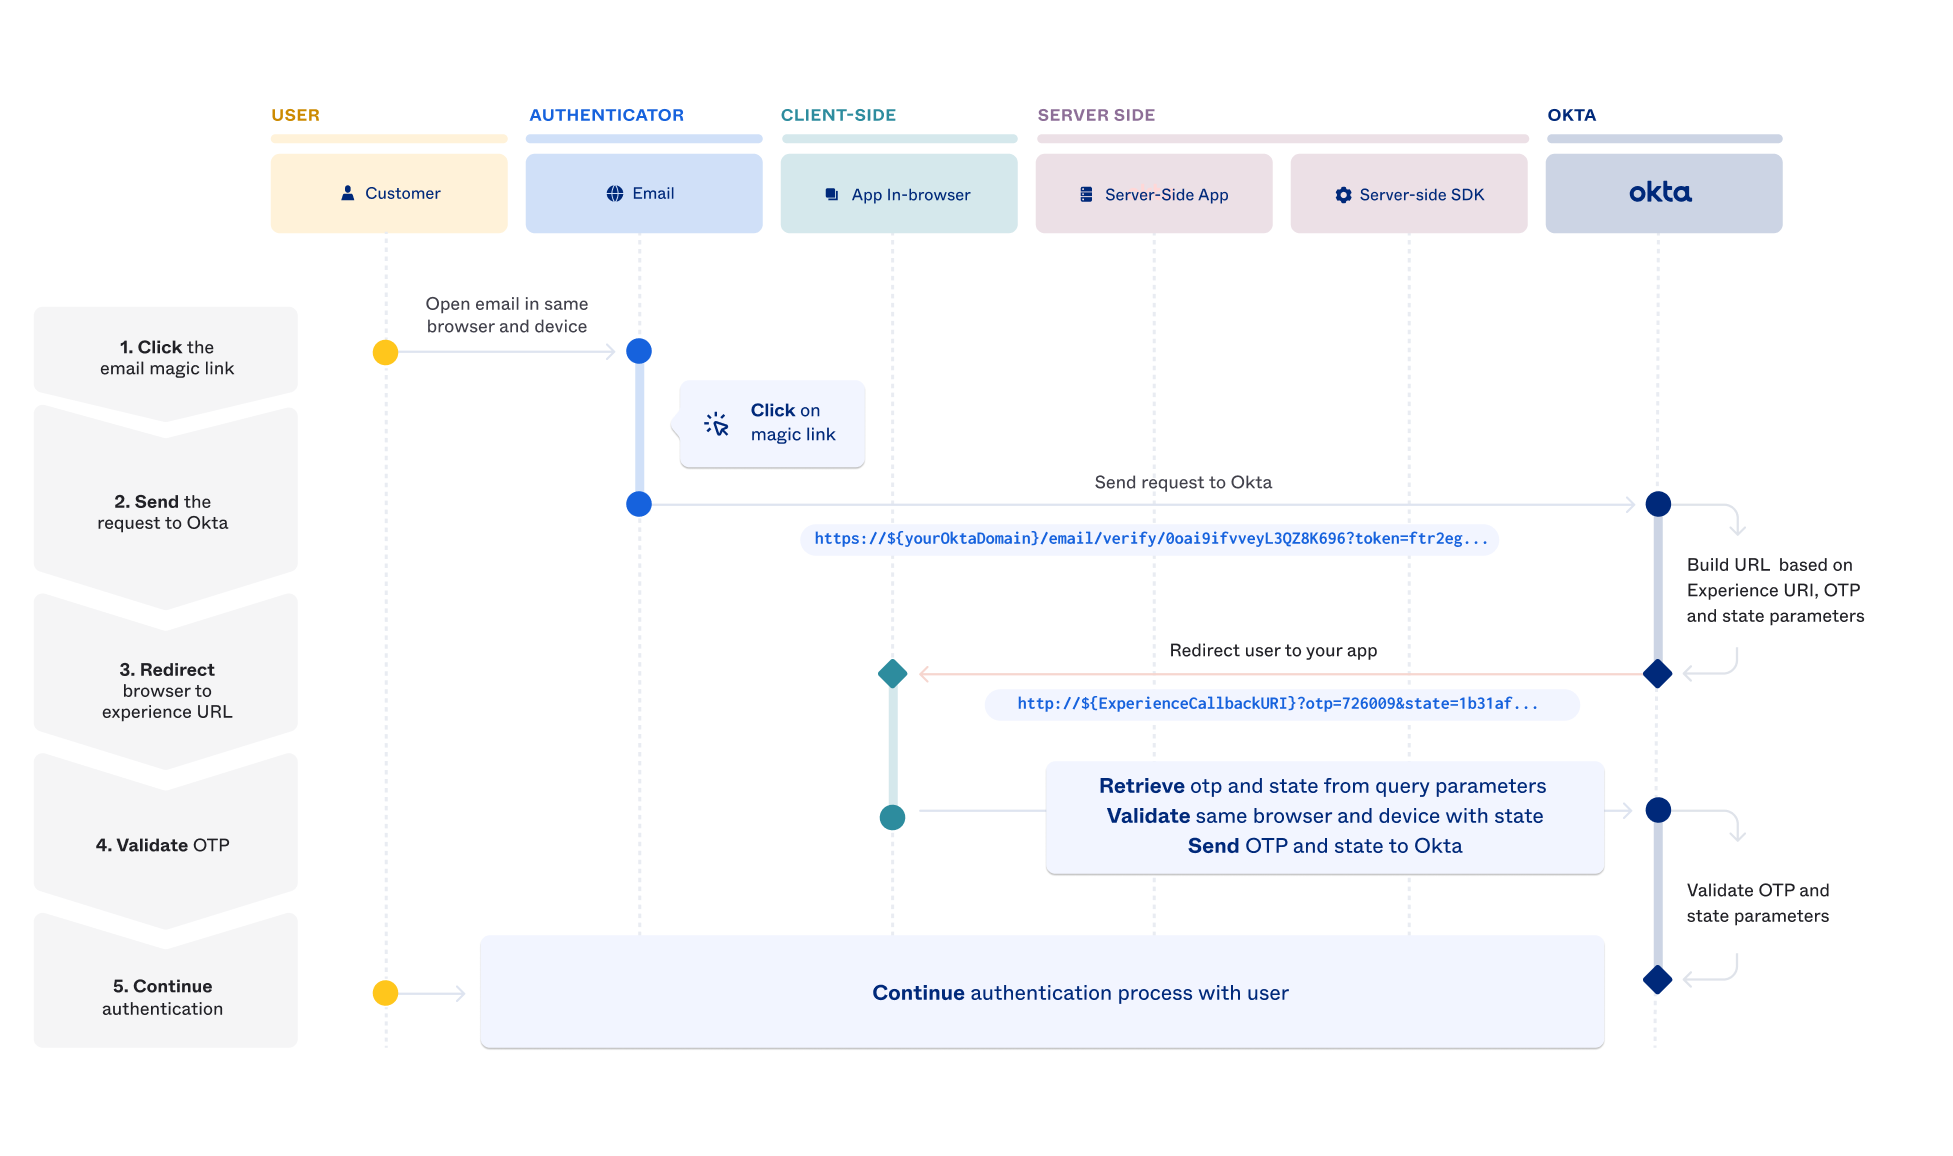 USER
AUTHENTICATOR
CLIENT-SIDE
SERVER SIDE
OKTA
Customer
Email
App In-browser
Server-Side App
Server-side SDK
okta
1. Click the
email magic link
Open email in same
browser and device
Click on
magic link
2. Send the
request to Okta
Send request to Okta
https://${yourOktaDomain}/email/verify/0oai9ifvveyL3QZ8K696?token=ftr2eg...
Build URL based on
Experience URI, OTP
and state parameters
3. Redirect
browser to
experience URL
Redirect user to your app
http://${ExperienceCallbackURI}?otp=726009&state=1b31af...
4. Validate OTP
Retrieve otp and state from query parameters
Validate same browser and device with state
Send OTP and state to Okta
Validate OTP and
state parameters
5. Continue
authentication
Continue authentication process with user